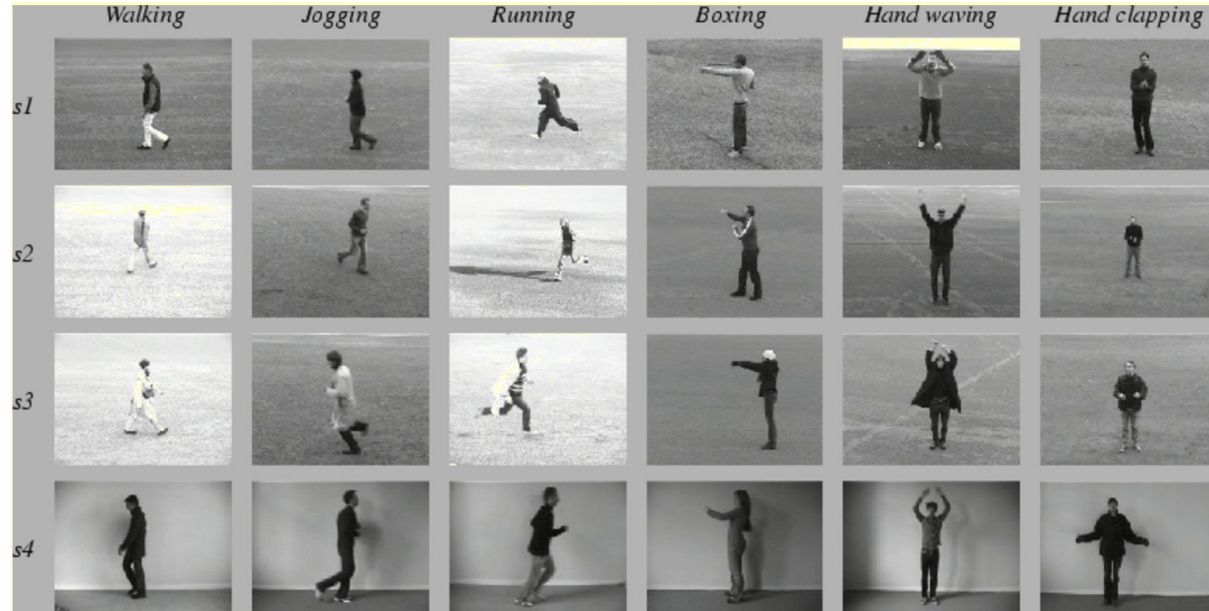 Walking Jogging Running Boxing Hand waving Hand clapping
s1
s2
s3
s4